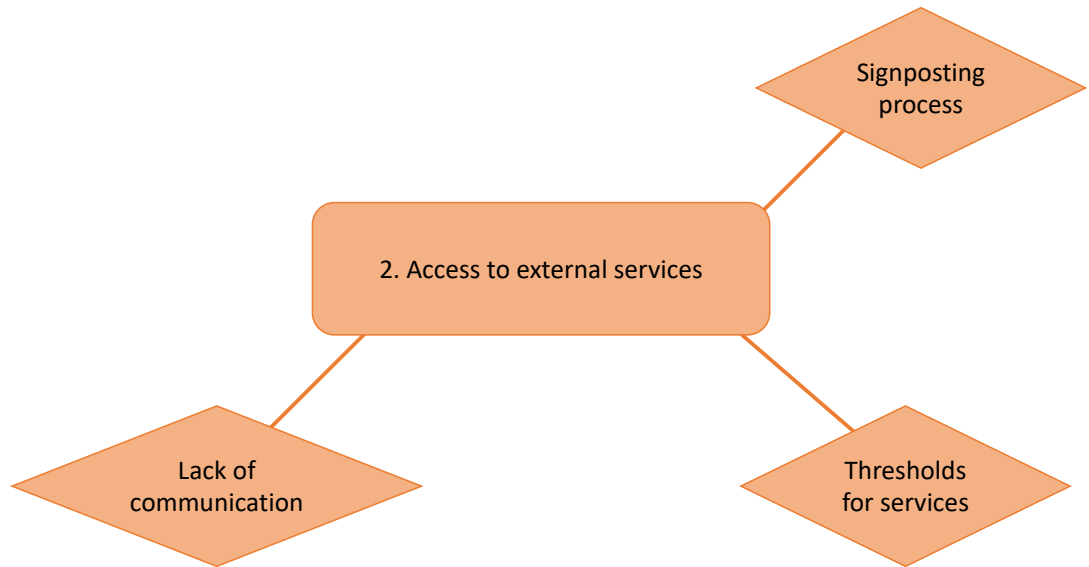 Signposting
process
2. Access to external services
Lack of
communication
Thresholds
for services